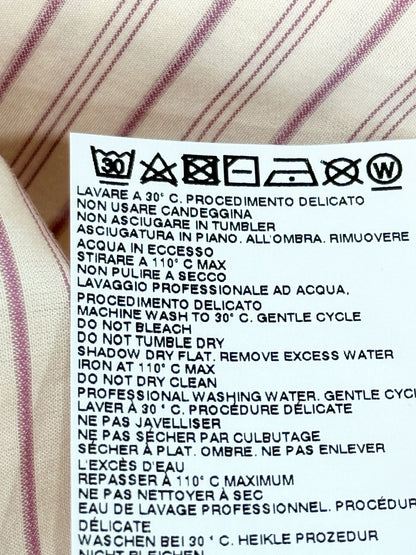 30 W
LAVARE A 30° C. PROCEDIMENTO DELICATO
NON USARE CANDEGGINA
NON ASCIUGARE IN TUMBLER
ASCIUGATURA IN PIANO. ALL'OMBRA. RIMUOVERE
ACQUA IN ECCESSO
STIRARE A 110° C MAX
NON PULIRE A SECCO
LAVAGGIO PROFESSIONALE AD ACQUA.
PROCEDIMENTO DELICATO
MACHINE WASH TO 30° C. GENTLE CYCLE
DO NOT BLEACH
DO NOT TUMBLE DRY
SHADOW DRY FLAT. REMOVE EXCESS WATER
IRON AT 110° C MAX
DO NOT DRY CLEAN
PROFESSIONAL WASHING WATER. GENTLE CYCL
LAVER À 30 ° C. PROCÉDURE DÉLICATE
NE PAS JAVELLISER
NE PAS SÉCHER PAR CULBUTAGE
SÉCHER À PLAT. OMBRE. NE PAS ENLEVER
L'EXCÈS D'EAU
REPASSER À 110° C MAXIMUM
NE PAS NETTOYER À SEC
EAU DE LAVAGE PROFESSIONNEL. PROCÉDUR
DÉLICATE
WASCHEN BEI 30 ° C. HEIKLE PROZEDUR
NICHT BLEICHEN